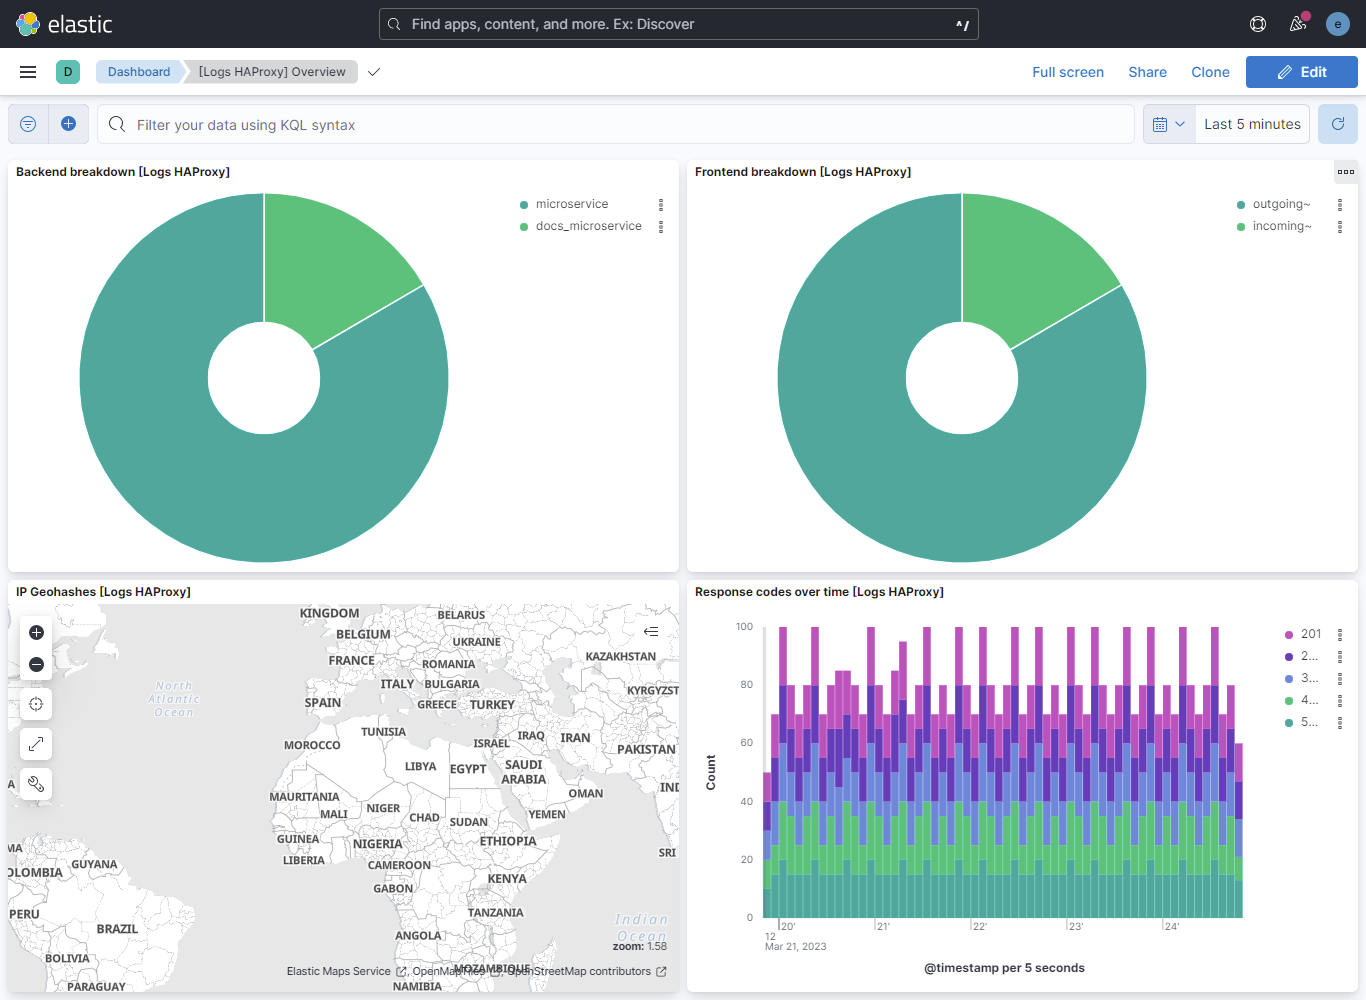 elastic
Find apps, content, and more. Ex: Discover
^/
e
D
Dashboard
[Logs HAProxy] Overview
Full screen
Share
Clone
Edit
Filter your data using KQL syntax
Last 5 minutes
Backend breakdown [Logs HAProxy]
microservice
docs_microservice
Frontend breakdown [Logs HAProxy]
outgoing~
incoming~
IP Geohashes [Logs HAProxy]
KINGDOM
BELARUS
BELGIUM
UKRAINE
FRANCE
ROMANIA
KAZAKHSTAN
ITALY
BULGARIA
KYRGYZST
SPAIN
GREECE
TURKEY
North
Atlantic
Ocean
TUNISIA
MOROCCO
ISRAEL
IRAQ
IRAN
PAKISTAN
LIBYA
EGYPT
SAUDI
ARABIA
A
IND
OMAN
MAURITANIA
MALI
NIGER
CHAD
SUDAN
YEMEN
GUINEA
NIGERIA
ETHIOPIA
MA
LIBERIA
CAMEROON
SRI
GUYANA
OLOMBIA
GABON
KENYA
PERU
BRAZIL
TANZANIA
Indian
Ocean
ANGOLA
zoom: 1.58
BOLIVIA
MOZAMBIQUE
Elastic Maps Service , OpenMapTiles , OpenStreetMap contributors
PARAGUAY
NAMIBIA
Response codes over time [Logs HAProxy]
100
80
60
40
20
0
Count
201
2...
3...
4...
5...
20'
21'
22'
23'
24'
12
Mar 21, 2023
@timestamp per 5 seconds